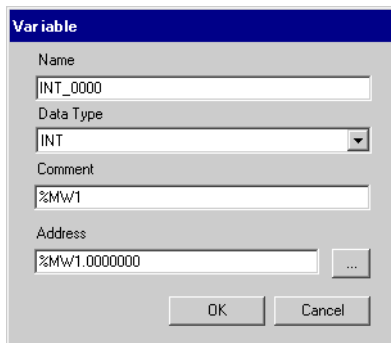 Variable
Name
INT_0000
Data Type
INT
Comment
%MW1
Address
%MW1.0000000
...
OK Cancel